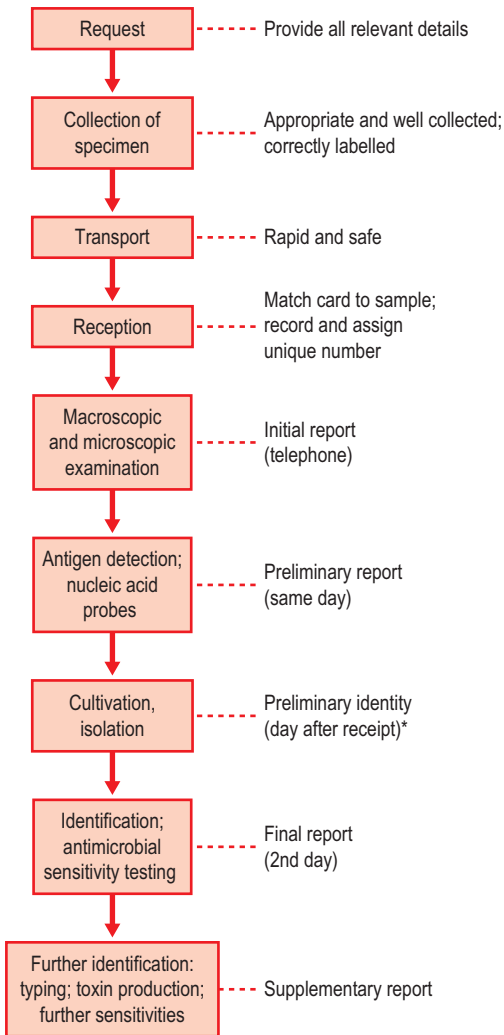 Request
Provide all relevant details
Collection of
specimen
Appropriate and well collected;
correctly labelled
Transport
Rapid and safe
Reception
Match card to sample;
record and assign
unique number
Macroscopic
and microscopic
examination
Initial report
(telephone)
Antigen detection;
nucleic acid
probes
Preliminary report
(same day)
Cultivation,
isolation
Preliminary identity
(day after receipt)*
Identification;
antimicrobial
sensitivity testing
Final report
(2nd day)
Further identification:
typing; toxin production;
further sensitivities
Supplementary report